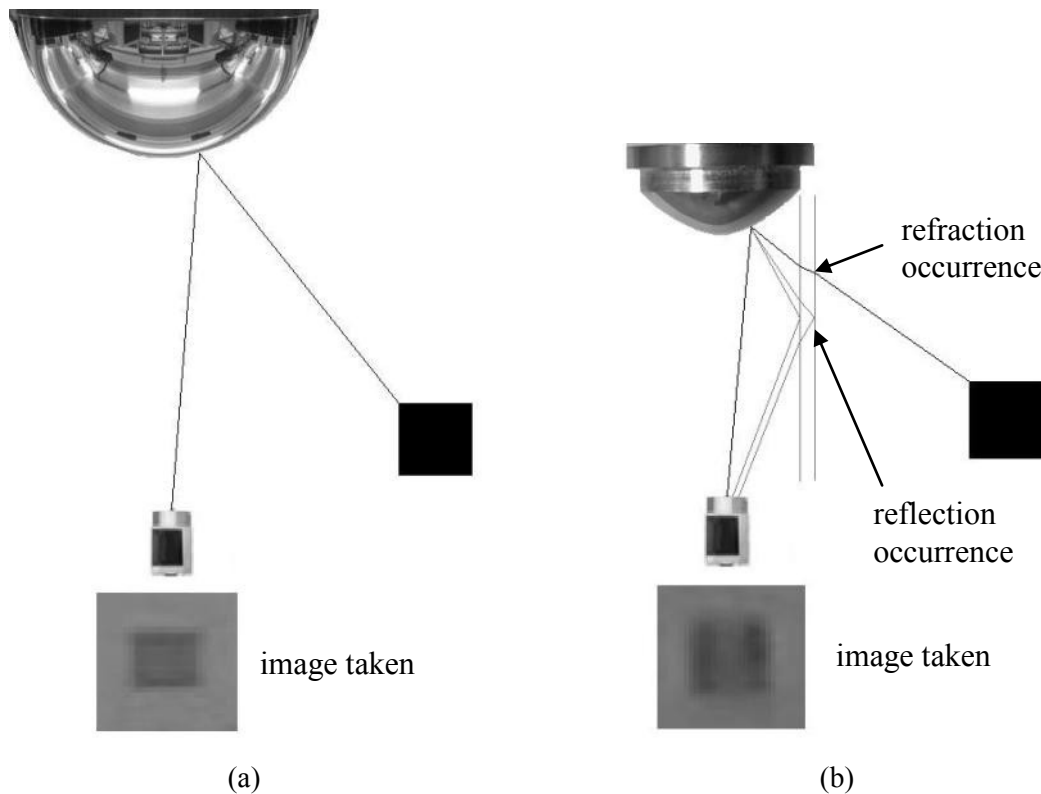 refraction
occurrence
reflection
occurrence
image taken
image taken
(a)
(b)